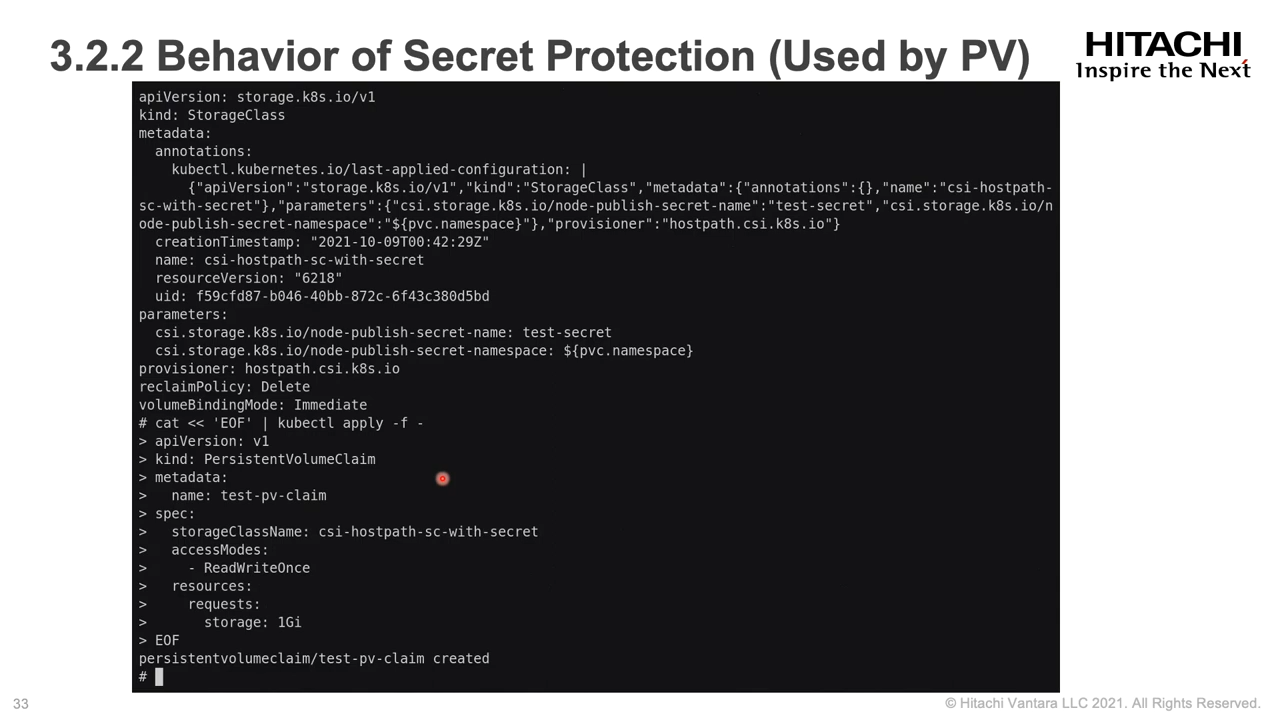 3.2.2 Behavior of Secret Protection (Used by PV)
HITACHI
Inspire the Next
apiVersion: storage.k8s.io/v1
kind: StorageClass
metadata:
  annotations:
    kubectl.kubernetes.io/last-applied-configuration: |
      {"apiVersion":"storage.k8s.io/v1","kind":"StorageClass","metadata":{"annotations":{},"name":"csi-hostpath-
sc-with-secret"},"parameters":{"csi.storage.k8s.io/node-publish-secret-name":"test-secret","csi.storage.k8s.io/n
ode-publish-secret-namespace":"${pvc.namespace}"},"provisioner":"hostpath.csi.k8s.io"}
  creationTimestamp: "2021-10-09T00:42:29Z"
  name: csi-hostpath-sc-with-secret
  resourceVersion: "6218"
  uid: f59cfd87-b046-40bb-872c-6f43c380d5bd
parameters:
  csi.storage.k8s.io/node-publish-secret-name: test-secret
  csi.storage.k8s.io/node-publish-secret-namespace: ${pvc.namespace}
provisioner: hostpath.csi.k8s.io
reclaimPolicy: Delete
volumeBindingMode: Immediate
# cat << 'EOF' | kubectl apply -f -
> apiVersion: v1
> kind: PersistentVolumeClaim
> metadata:
>   name: test-pv-claim
> spec:
>   storageClassName: csi-hostpath-sc-with-secret
>   accessModes:
>     - ReadWriteOnce
>   resources:
>     requests:
>       storage: 1Gi
> EOF
persistentvolumeclaim/test-pv-claim created
#
33
© Hitachi Vantara LLC 2021. All Rights Reserved.